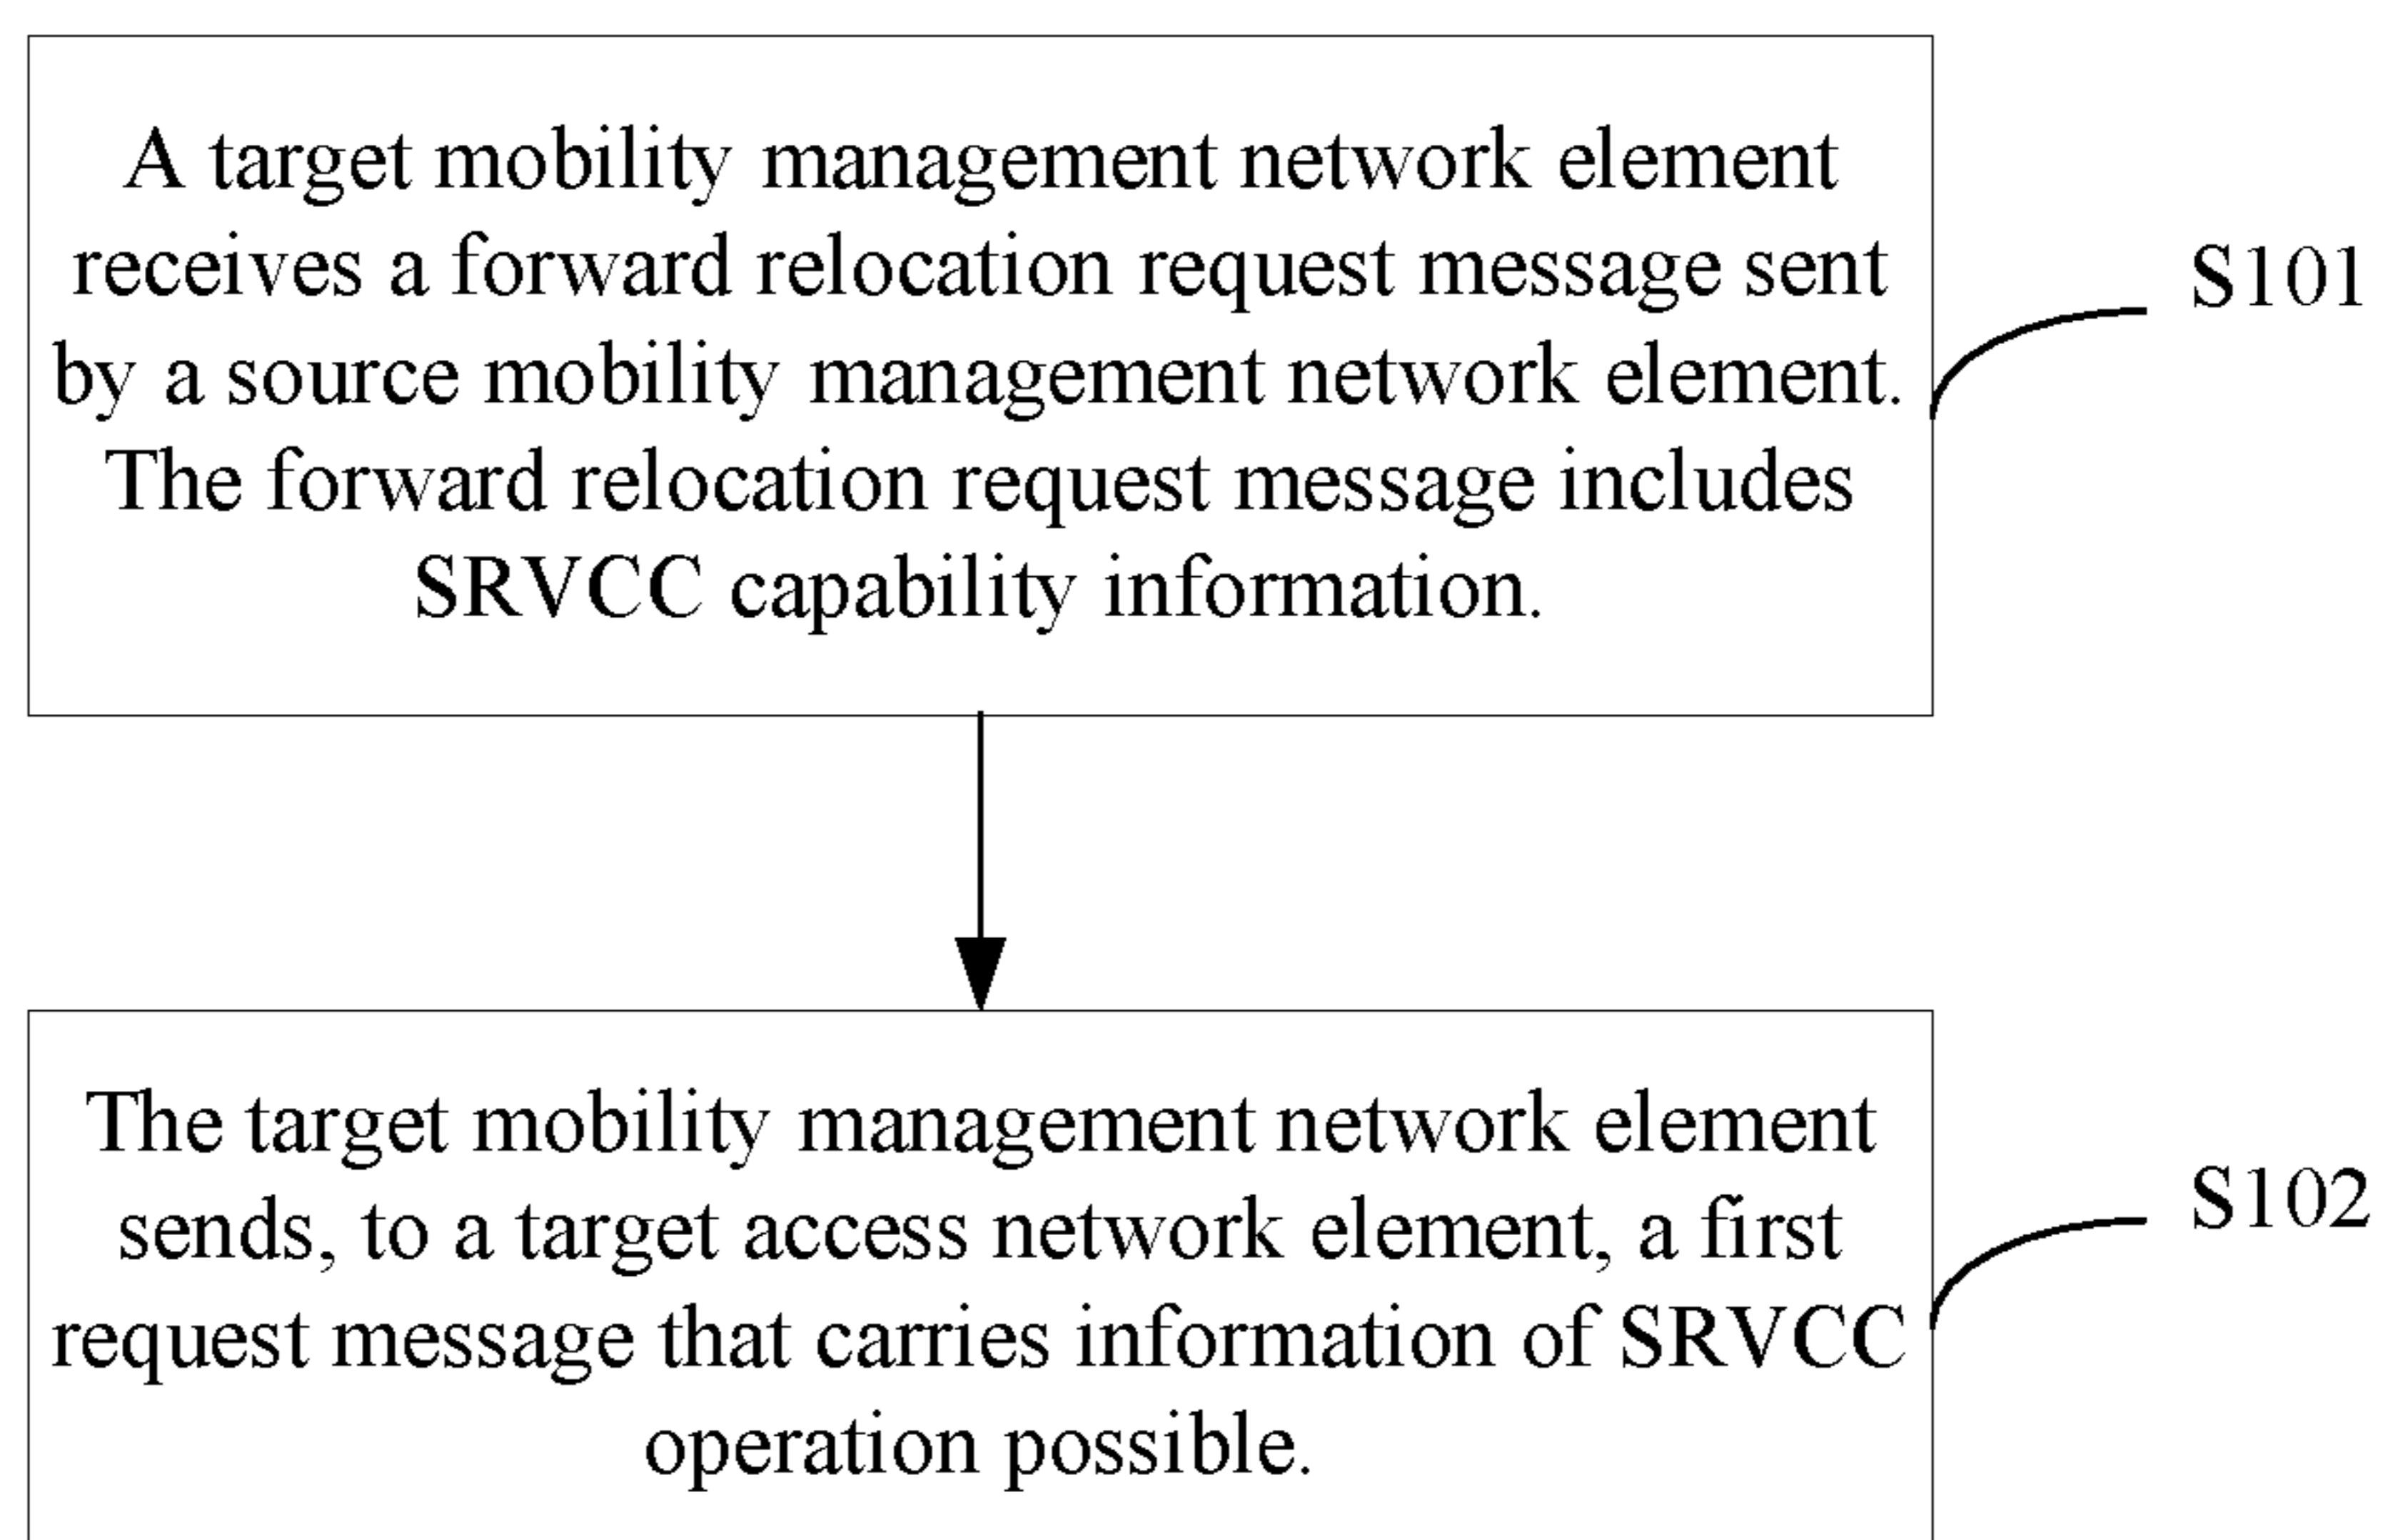 A target mobility management network element
receives a forward relocation request message sent
by a source mobility management network element.
The forward relocation request message includes
SRVCC capability information.
S101
The target mobility management network element
sends, to a target access network element, a first
request message that carries information of SRVCC
operation possible.
S102